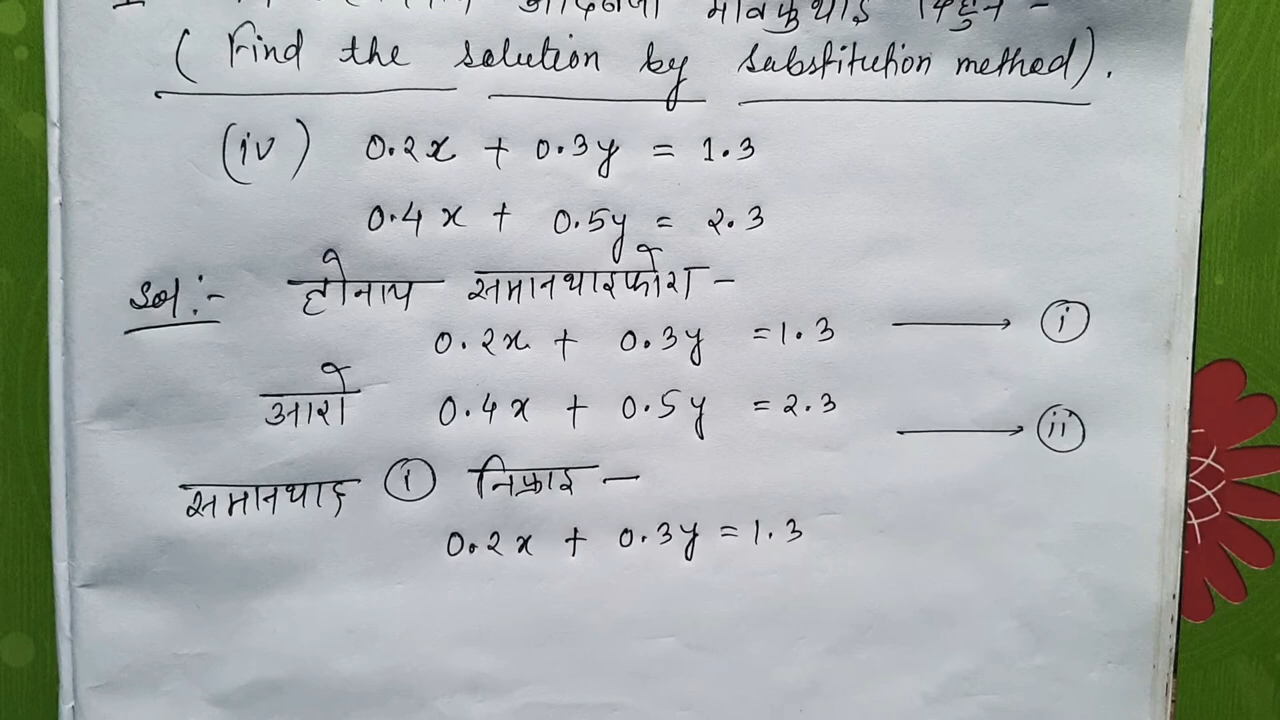 (Find the solution by substitution method).
(iv) 0.2x + 0.3y = 1.3
0.4x + 0.5y = 2.3
Sol:- होनाय समानथाइफोरा -
0.2x + 0.3y = 1.3 → (i)
आरो 0.4x + 0.5y = 2.3 → (ii)
समानथाइ (i) निफ्राइ -
0.2x + 0.3y = 1.3